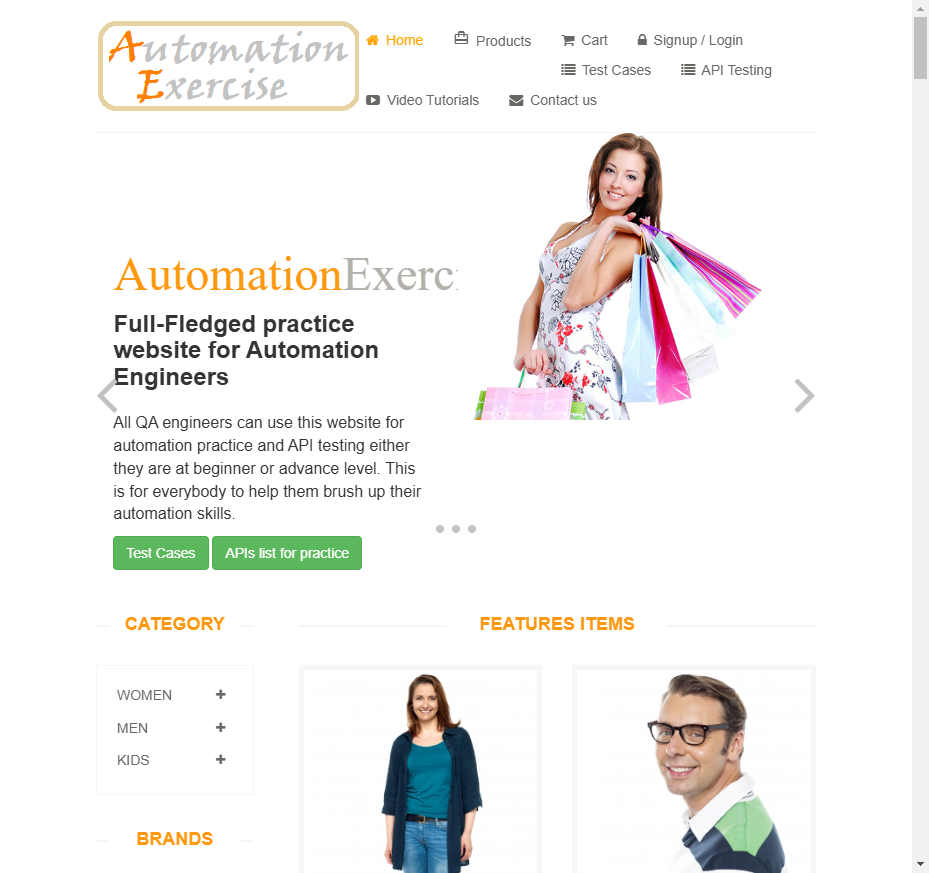 Automation
Exercise
Home Products Cart Signup / Login
Test Cases API Testing
Video Tutorials Contact us
AutomationExerc
Full-Fledged practice
website for Automation
Engineers
All QA engineers can use this website for
automation practice and API testing either
they are at beginner or advance level. This
is for everybody to help them brush up their
automation skills.
Test Cases APIs list for practice
CATEGORY
WOMEN
MEN
KIDS
BRANDS
FEATURES ITEMS